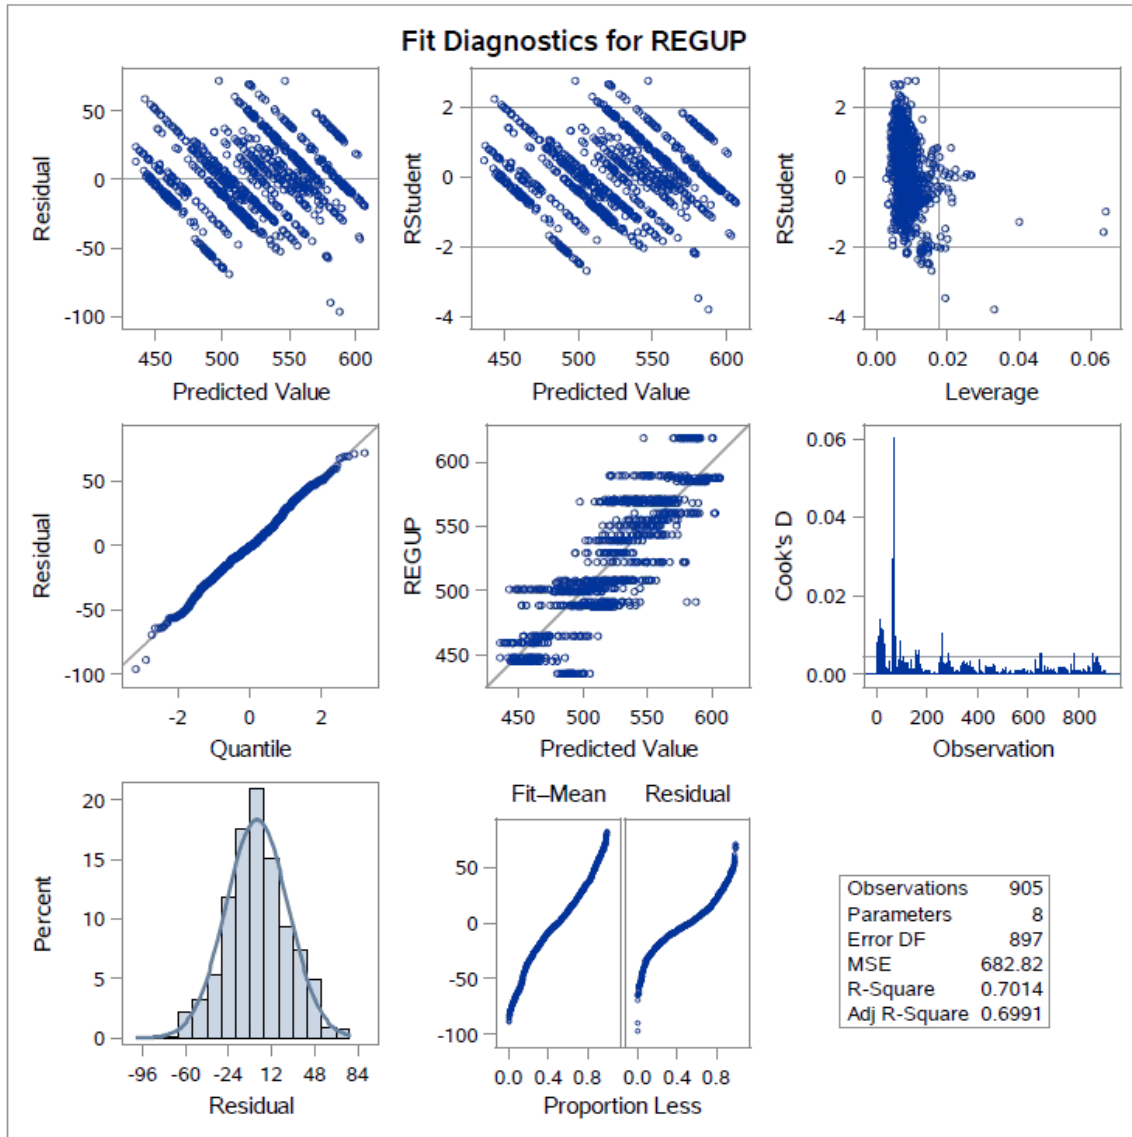 Fit Diagnostics for REGUP
50
0
-50
-100
Residual
450 500 550 600
Predicted Value
2
0
-2
-4
RStudent
450 500 550 600
Predicted Value
2
0
-2
-4
RStudent
0.00 0.02 0.04 0.06
Leverage
50
0
-50
-100
Residual
-2 0 2
Quantile
600
550
500
450
REGUP
450 500 550 600
Predicted Value
0.06
0.04
0.02
0.00
Cook's D
0 200 400 600 800
Observation
20
15
10
5
0
Percent
-96 -60 -24 12 48 84
Residual
Fit–Mean Residual
50
0
-50
-100
0.0 0.4 0.8 0.0 0.4 0.8
Proportion Less
Observations 905
Parameters 8
Error DF 897
MSE 682.82
R-Square 0.7014
Adj R-Square 0.6991